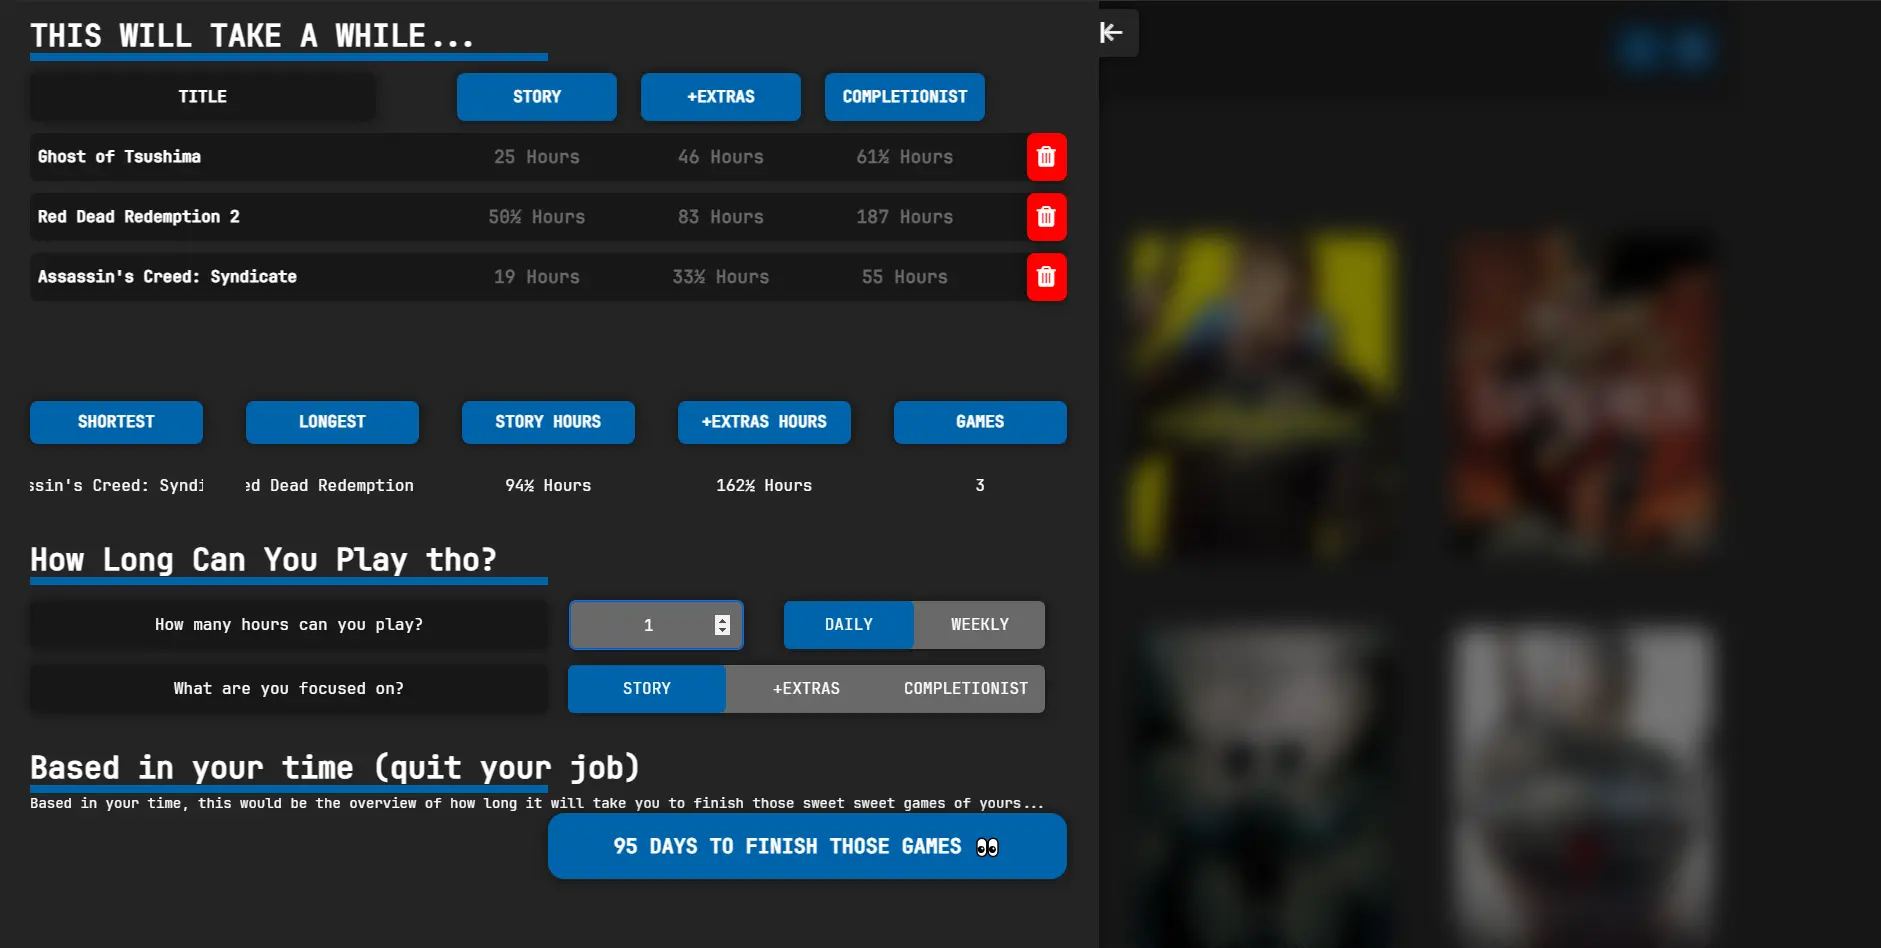 THIS WILL TAKE A WHILE...
TITLE STORY +EXTRAS COMPLETIONIST
Ghost of Tsushima 25 Hours 46 Hours 61½ Hours
Red Dead Redemption 2 50½ Hours 83 Hours 187 Hours
Assassin's Creed: Syndicate 19 Hours 33½ Hours 55 Hours
SHORTEST LONGEST STORY HOURS +EXTRAS HOURS GAMES
ssin's Creed: Syndi ed Dead Redemption 94½ Hours 162½ Hours 3
How Long Can You Play tho?
How many hours can you play? 1 DAILY WEEKLY
What are you focused on? STORY +EXTRAS COMPLETIONIST
Based in your time (quit your job)
Based in your time, this would be the overview of how long it will take you to finish those sweet sweet games of yours...
95 DAYS TO FINISH THOSE GAMES 👀